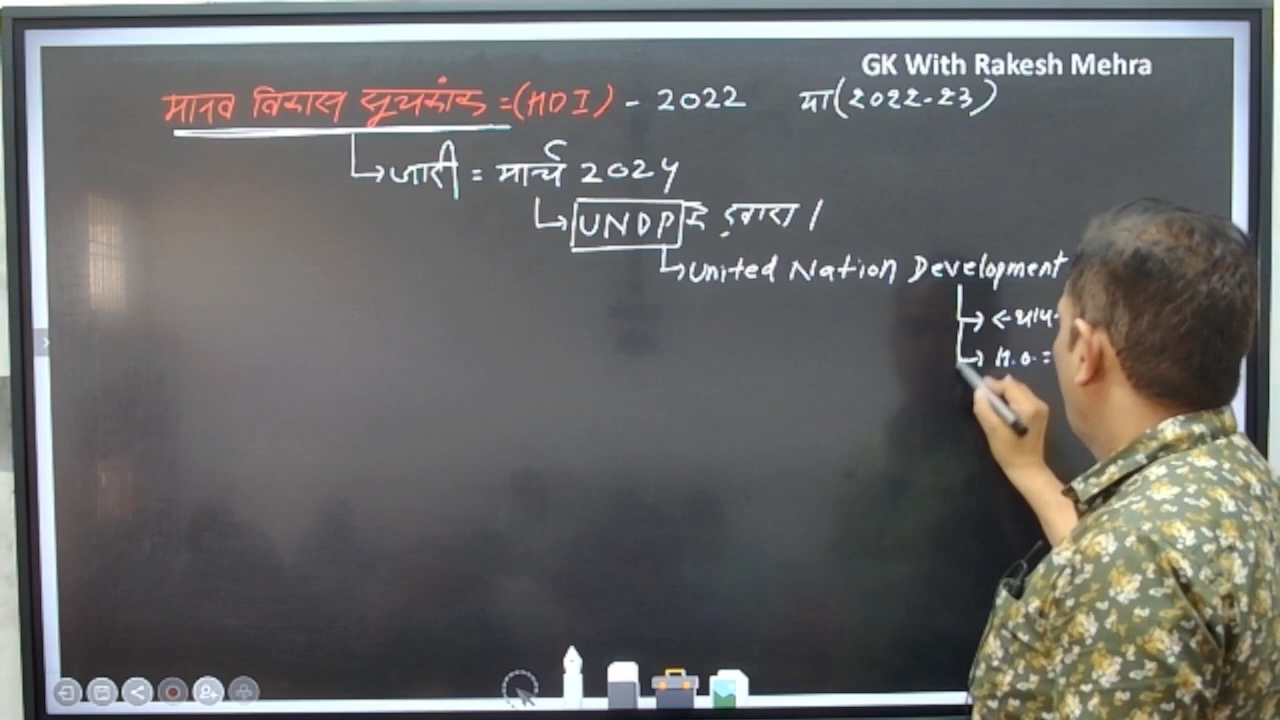 GK With Rakesh Mehra
मानव विकास सूचकांक =(HDI) - 2022 या (2022-23)
जारी = मार्च 2024
UNDP के द्वारा।
United Nation Development
H.Q. =